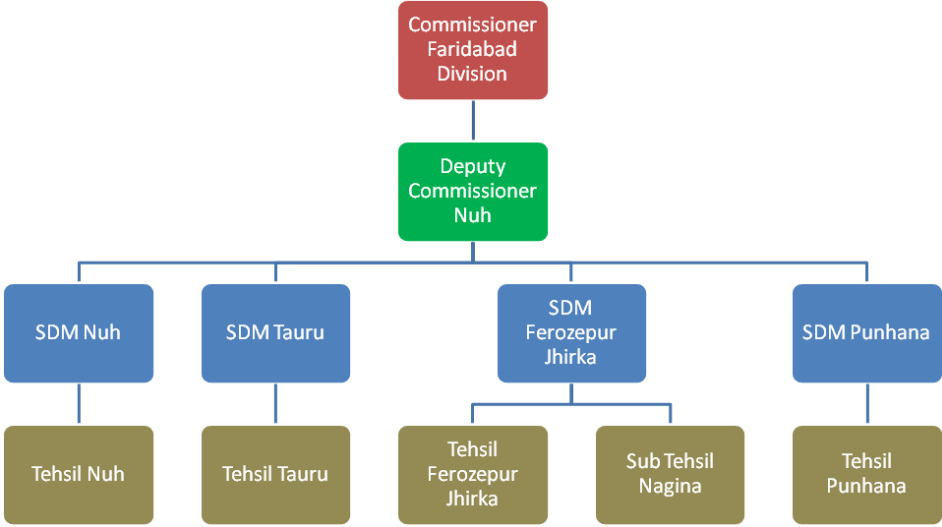 Commissioner
Faridabad
Division
Deputy
Commissioner
Nuh
SDM Nuh
SDM Tauru
SDM
Ferozepur
Jhirka
SDM Punhana
Tehsil Nuh
Tehsil Tauru
Tehsil
Ferozepur
Jhirka
Sub Tehsil
Nagina
Tehsil
Punhana